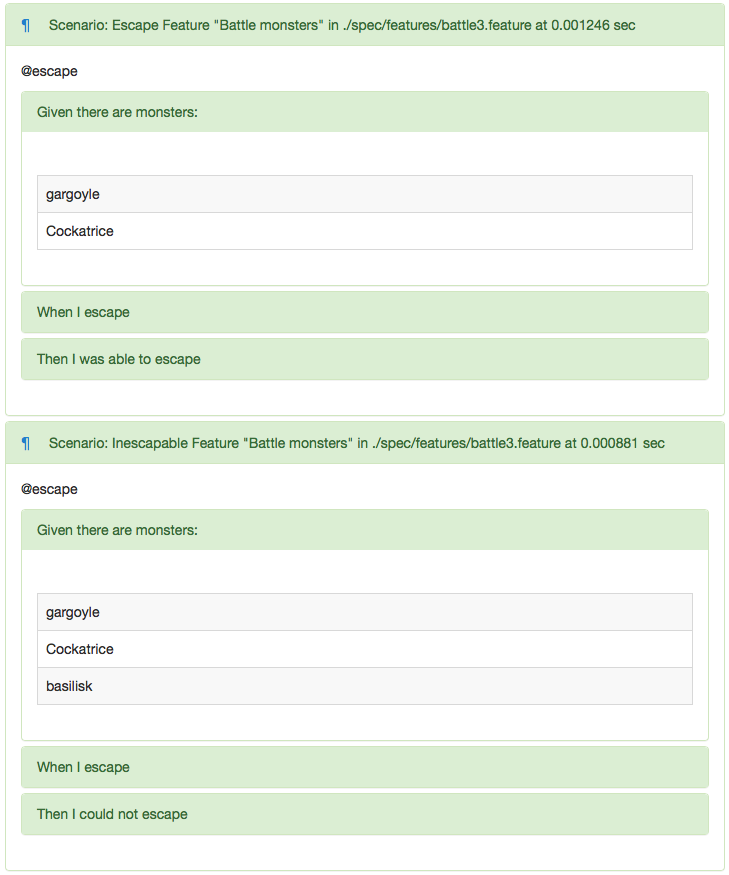 ¶ Scenario: Escape Feature "Battle monsters" in ./spec/features/battle3.feature at 0.001246 sec
@escape
Given there are monsters:
gargoyle
Cockatrice
When I escape
Then I was able to escape
¶ Scenario: Inescapable Feature "Battle monsters" in ./spec/features/battle3.feature at 0.000881 sec
@escape
Given there are monsters:
gargoyle
Cockatrice
basilisk
When I escape
Then I could not escape